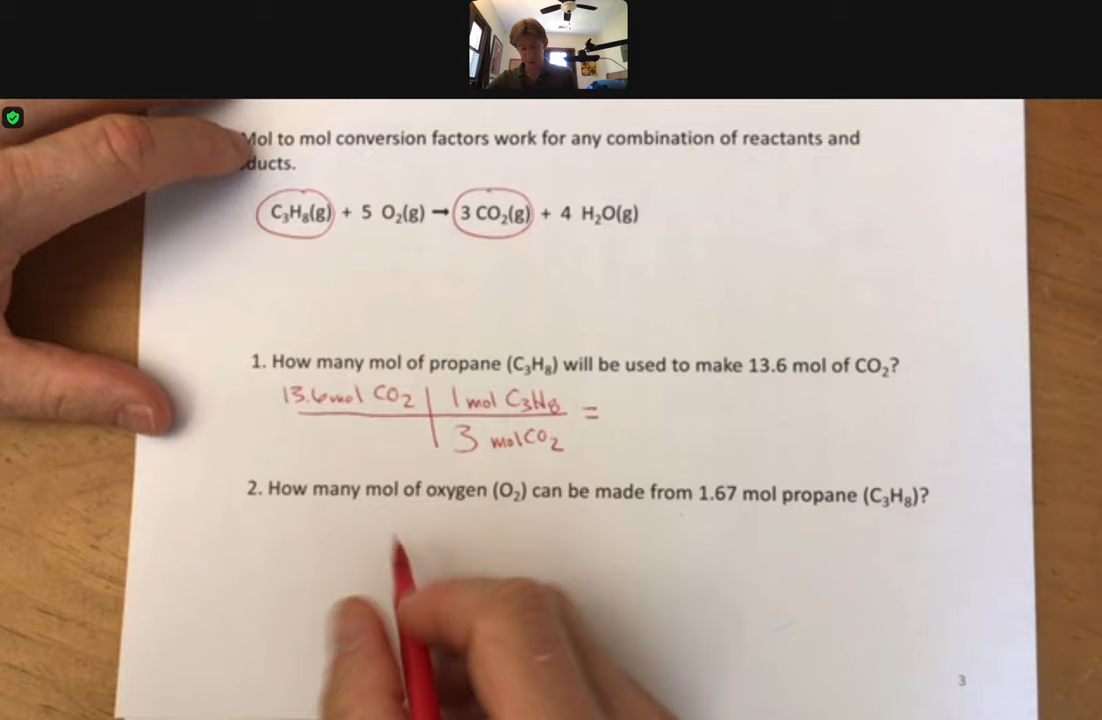 Mol to mol conversion factors work for any combination of reactants and
ducts.
C₃H₈(g) + 5 O₂(g) → 3 CO₂(g) + 4 H₂O(g)
1. How many mol of propane (C₃H₈) will be used to make 13.6 mol of CO₂?
13.6 mol CO₂ | 1 mol C₃H₈ =
3 mol CO₂
2. How many mol of oxygen (O₂) can be made from 1.67 mol propane (C₃H₈)?
3